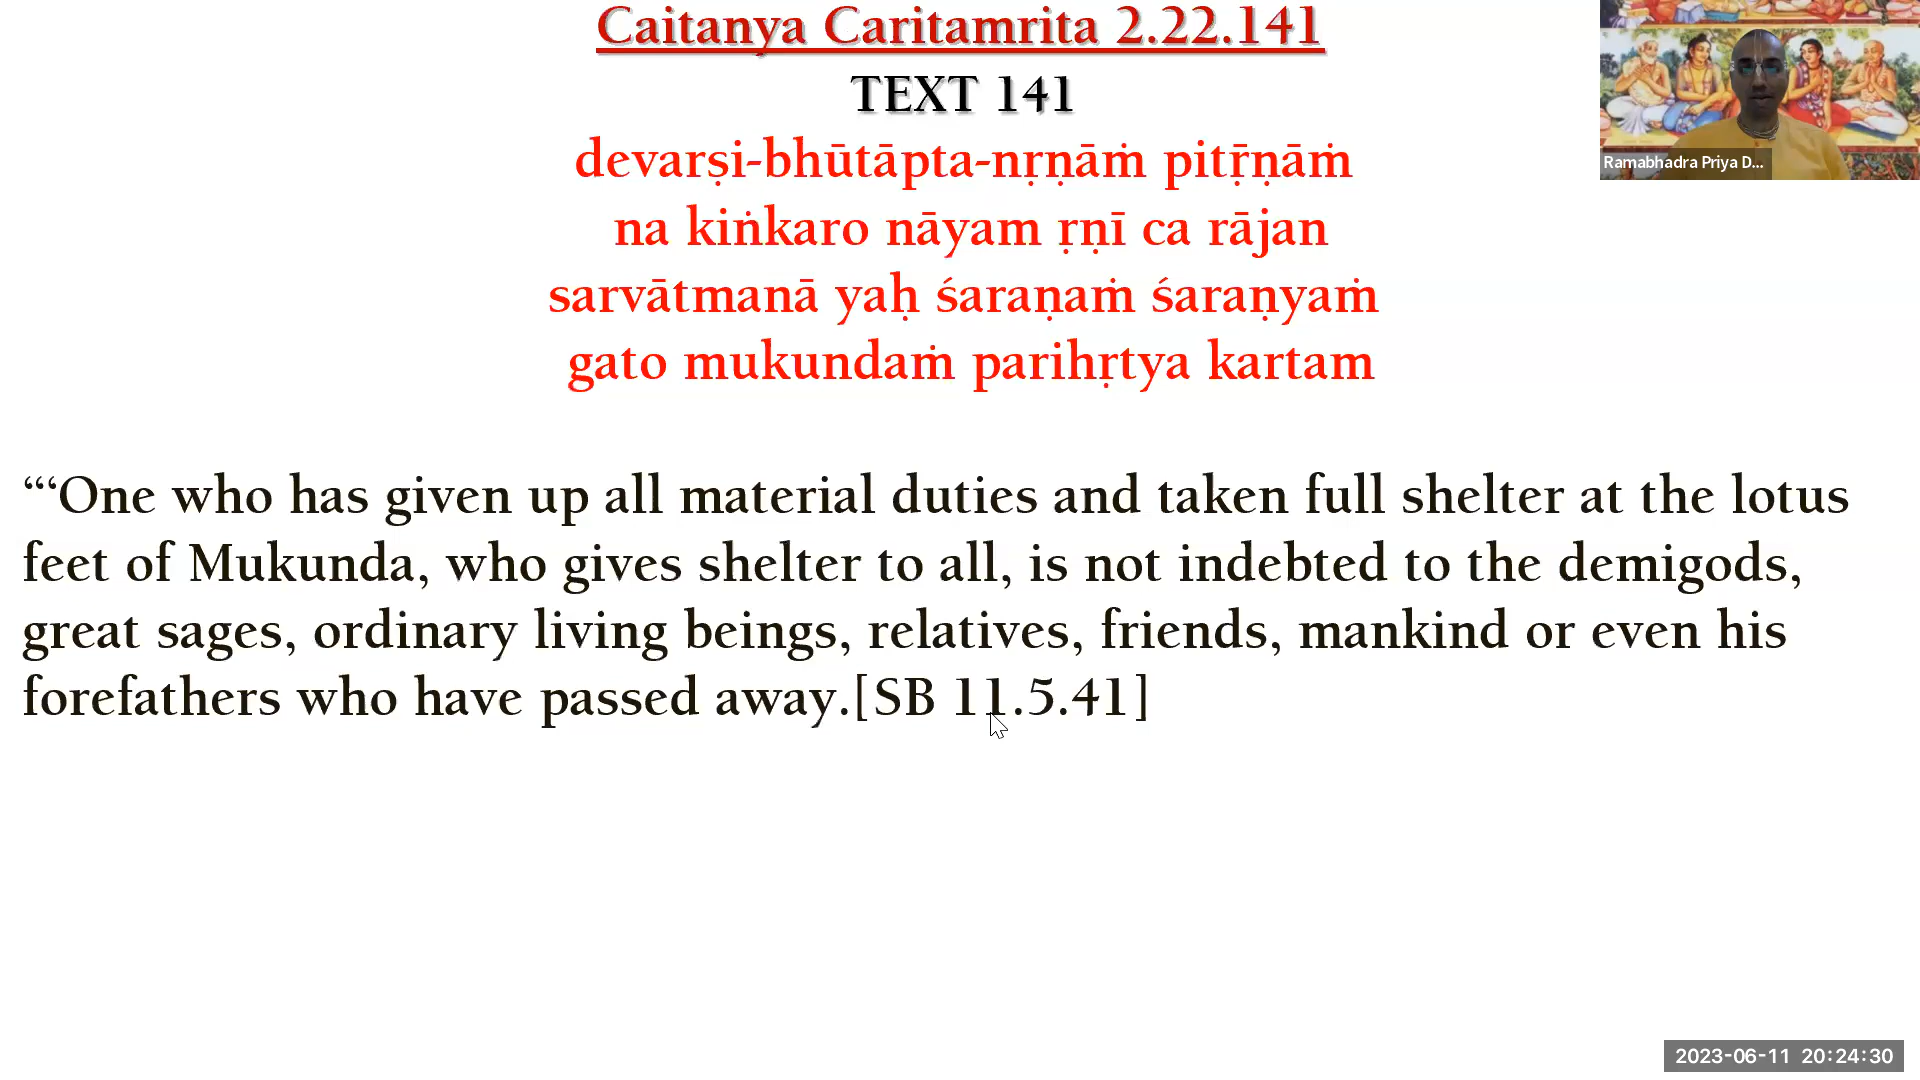 Caitanya Caritamrita 2.22.141
TEXT 141
devarṣi-bhūtāpta-nṛṇāṁ pitṝṇāṁ
na kiṅkaro nāyam ṛṇī ca rājan
sarvātmanā yaḥ śaraṇaṁ śaraṇyaṁ
gato mukundaṁ parihṛtya kartam
“‘One who has given up all material duties and taken full shelter at the lotus
feet of Mukunda, who gives shelter to all, is not indebted to the demigods,
great sages, ordinary living beings, relatives, friends, mankind or even his
forefathers who have passed away.[SB 11.5.41]
Ramabhadra Priya D...
2023-06-11 20:24:30